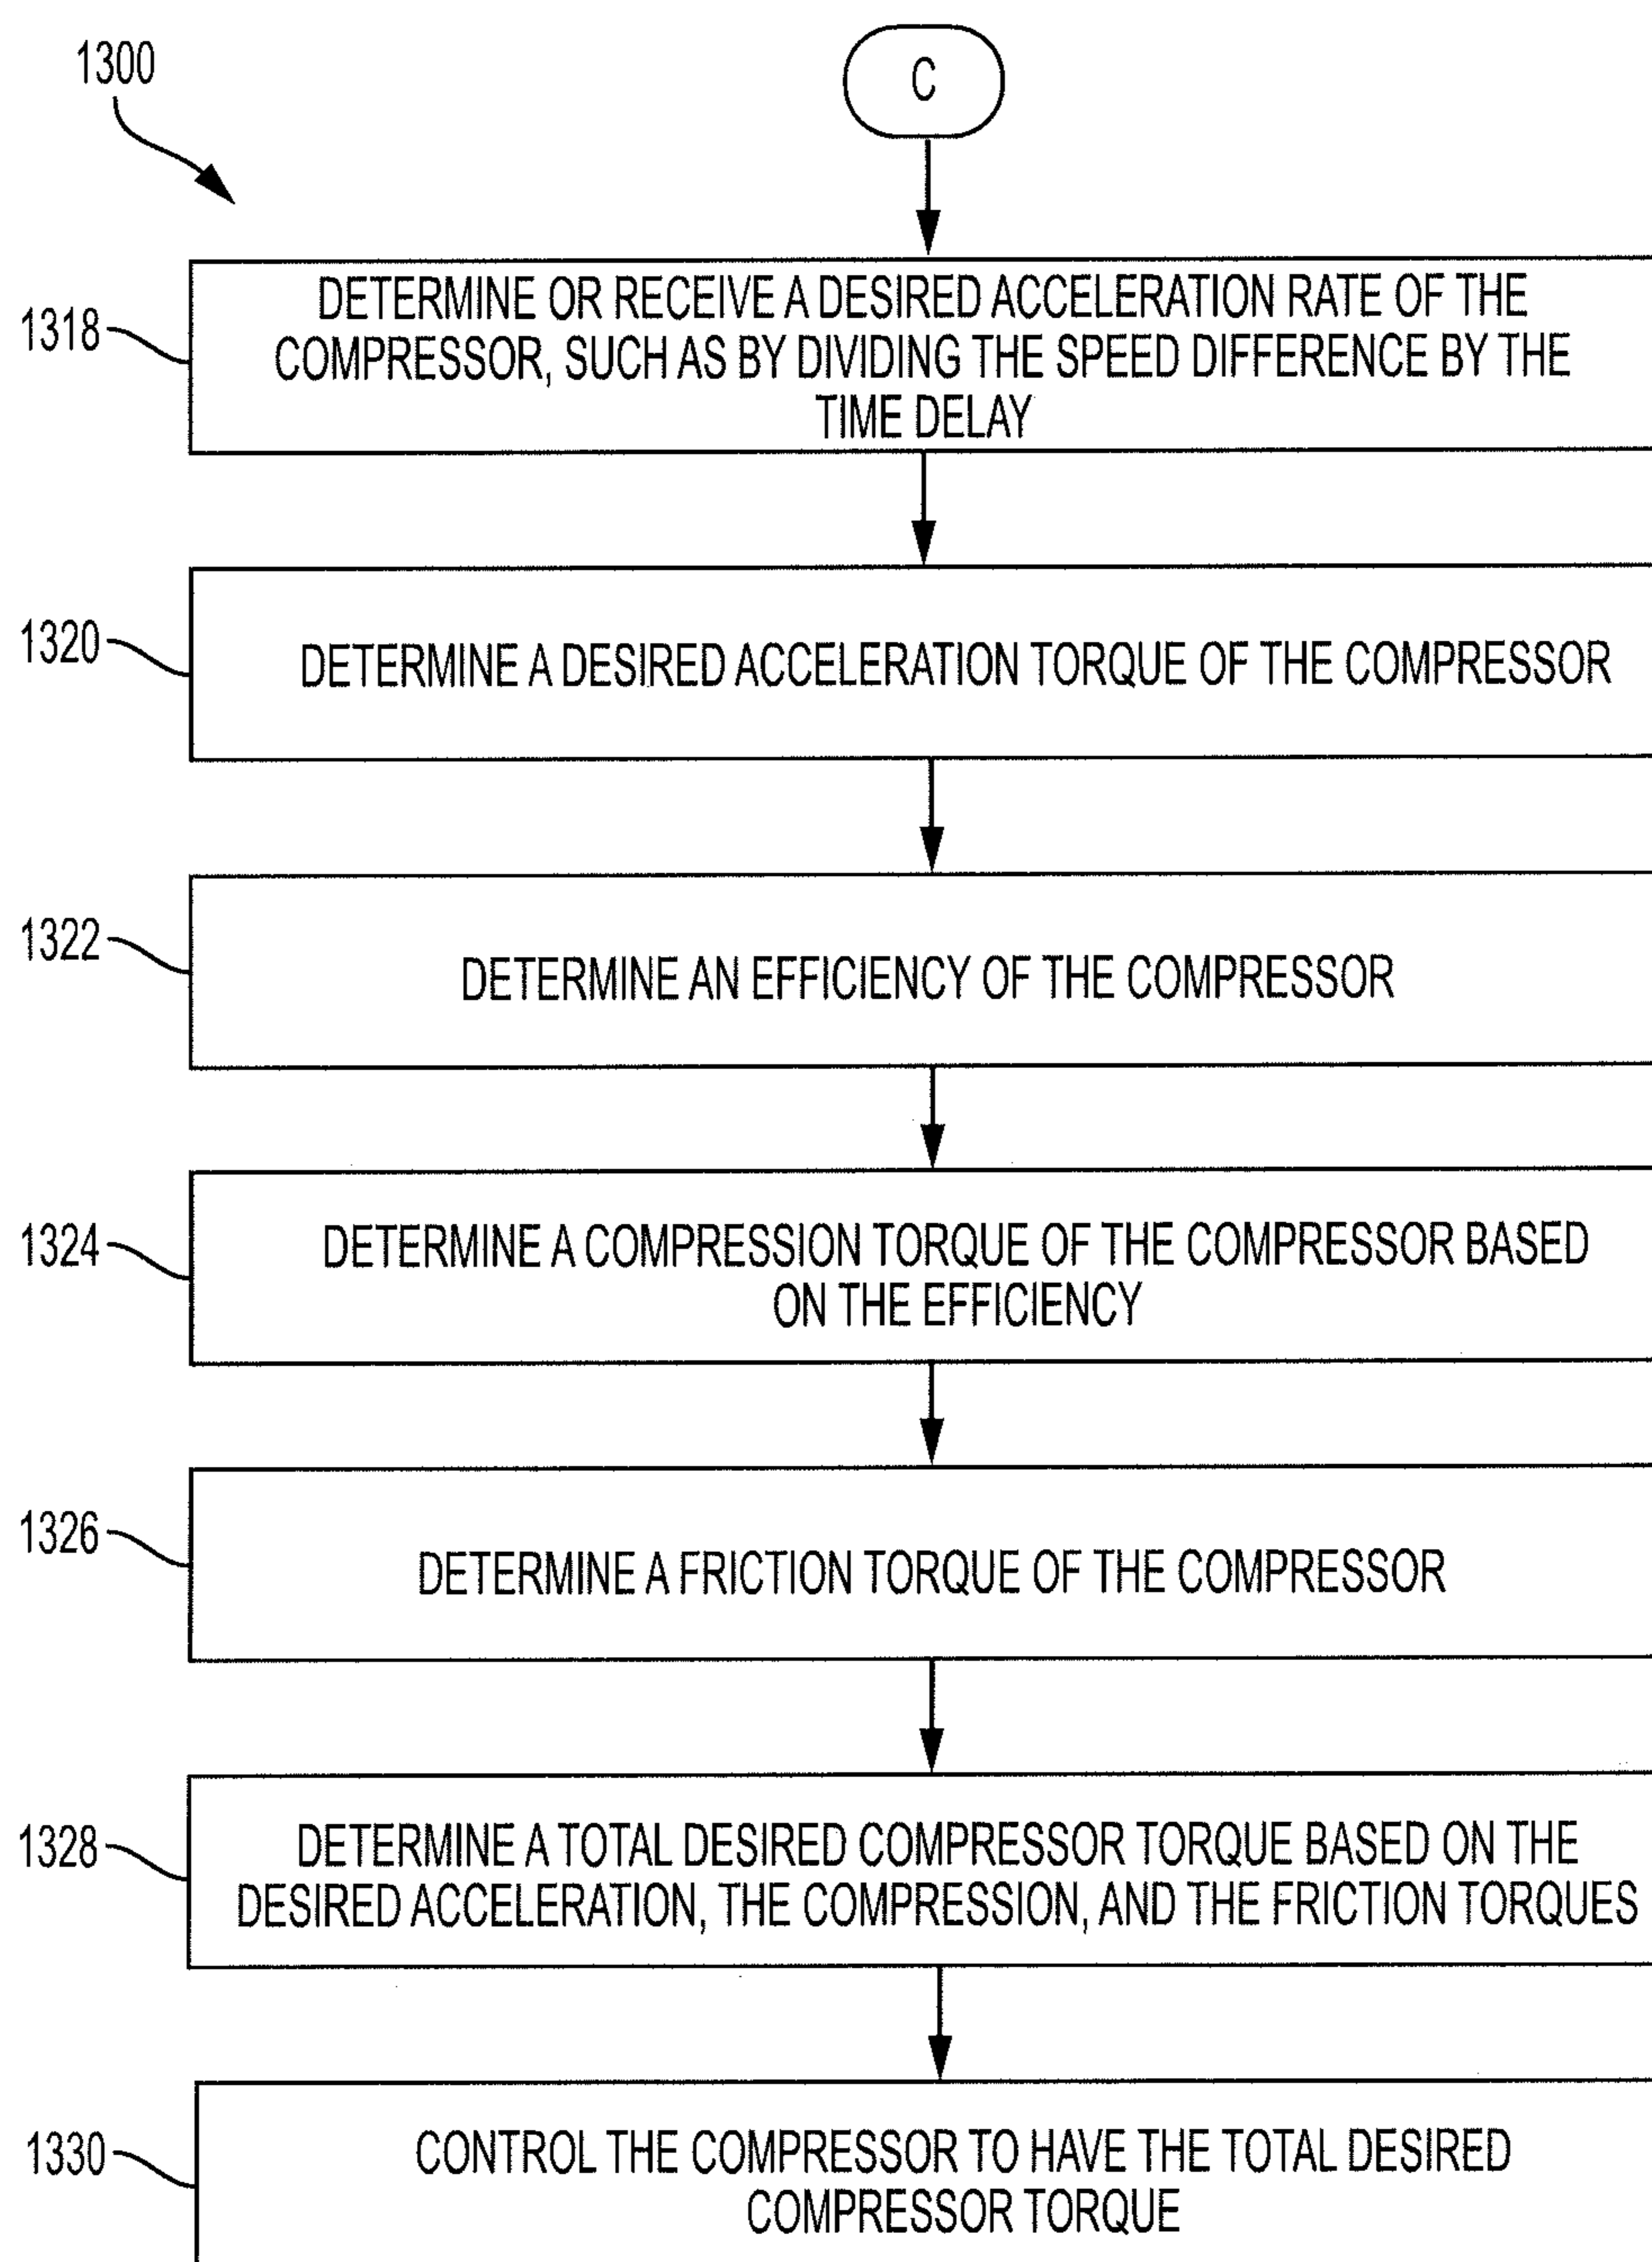 1300
C
1318
DETERMINE OR RECEIVE A DESIRED ACCELERATION RATE OF THE
COMPRESSOR, SUCH AS BY DIVIDING THE SPEED DIFFERENCE BY THE
TIME DELAY
1320
DETERMINE A DESIRED ACCELERATION TORQUE OF THE COMPRESSOR
1322
DETERMINE AN EFFICIENCY OF THE COMPRESSOR
1324
DETERMINE A COMPRESSION TORQUE OF THE COMPRESSOR BASED
ON THE EFFICIENCY
1326
DETERMINE A FRICTION TORQUE OF THE COMPRESSOR
1328
DETERMINE A TOTAL DESIRED COMPRESSOR TORQUE BASED ON THE
DESIRED ACCELERATION, THE COMPRESSION, AND THE FRICTION TORQUES
1330
CONTROL THE COMPRESSOR TO HAVE THE TOTAL DESIRED
COMPRESSOR TORQUE